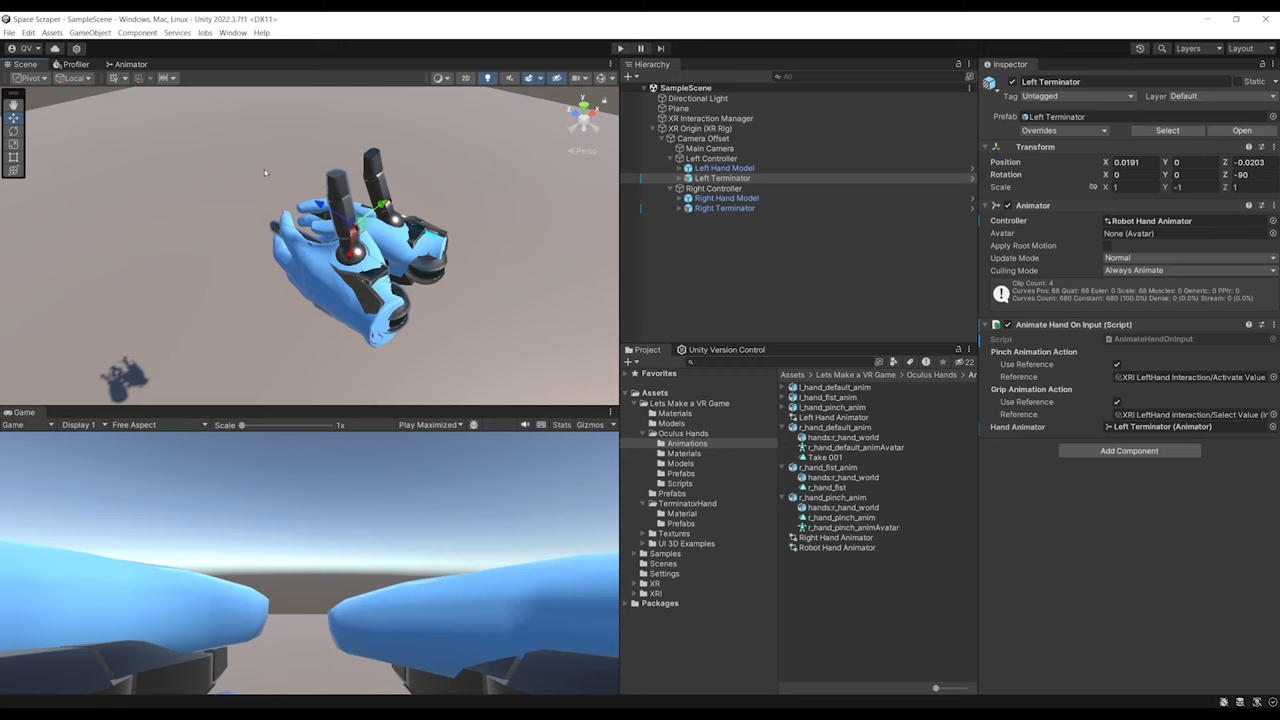 Space Scraper - SampleScene - Windows, Mac, Linux - Unity 2022.3.7f1 <DX11>
File Edit Assets GameObject Component Services Jobs Window Help
QV
Layers Layout
Scene Profiler Animator
Pivot Local 2D
y
x
Persp
Game
Game Display 1 Free Aspect Scale 1x Play Maximized Stats Gizmos
Hierarchy
All
SampleScene
Directional Light
Plane
XR Interaction Manager
XR Origin (XR Rig)
Camera Offset
Main Camera
Left Controller
Left Hand Model
Left Terminator
Right Controller
Right Hand Model
Right Terminator
Project Unity Version Control
22
Favorites
Assets
Lets Make a VR Game
Materials
Models
Oculus Hands
Animations
Materials
Models
Prefabs
Scripts
Prefabs
TerminatorHand
Material
Prefabs
Textures
UI 3D Examples
Samples
Scenes
Settings
XR
XRI
Packages
Assets Lets Make a VR Game Oculus Hands An
l_hand_default_anim
l_hand_fist_anim
l_hand_pinch_anim
Left Hand Animator
r_hand_default_anim
hands:r_hand_world
r_hand_default_animAvatar
Take 001
r_hand_fist_anim
hands:r_hand_world
r_hand_fist
r_hand_pinch_anim
hands:r_hand_world
r_hand_pinch_anim
r_hand_pinch_animAvatar
Right Hand Animator
Robot Hand Animator
Inspector
Left Terminator Static
Tag Untagged Layer Default
Prefab Left Terminator
Overrides Select Open
Transform
Position X 0.0191 Y 0 Z -0.0203
Rotation X 0 Y 0 Z -90
Scale X 1 Y -1 Z 1
Animator
Controller Robot Hand Animator
Avatar None (Avatar)
Apply Root Motion
Update Mode Normal
Culling Mode Always Animate
Clip Count: 4
Curves Pos: 68 Quat: 68 Euler: 0 Scale: 68 Muscles: 0 Generic: 0 PPtr: 0
Curves Count: 680 Constant: 680 (100.0%) Dense: 0 (0.0%) Stream: 0 (0.0%)
Animate Hand On Input (Script)
Script AnimateHandOnInput
Pinch Animation Action
Use Reference
Reference XRI LeftHand Interaction/Activate Value
Grip Animation Action
Use Reference
Reference XRI LeftHand Interaction/Select Value (Ir
Hand Animator Left Terminator (Animator)
Add Component